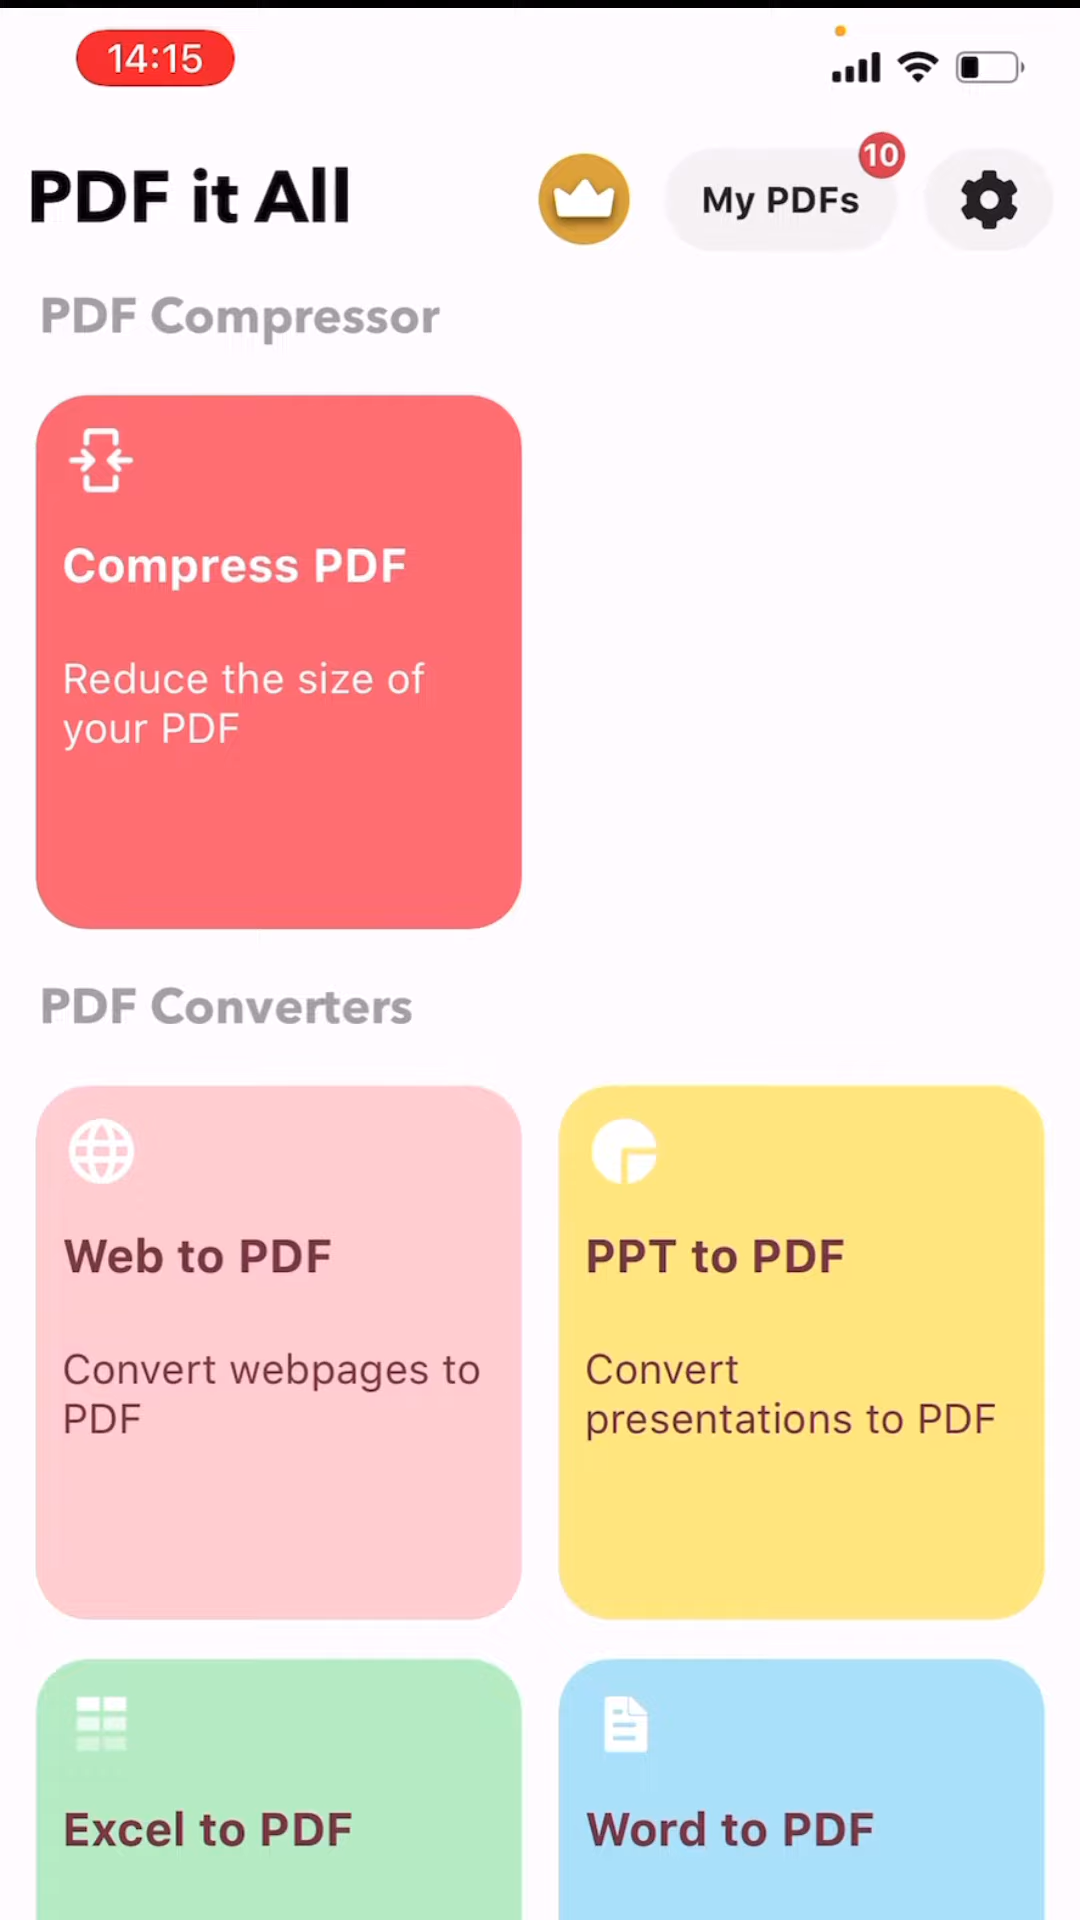 14:15
PDF it All
My PDFs
10
PDF Compressor
Compress PDF
Reduce the size of
your PDF
PDF Converters
Web to PDF
Convert webpages to
PDF
PPT to PDF
Convert
presentations to PDF
Excel to PDF
Word to PDF